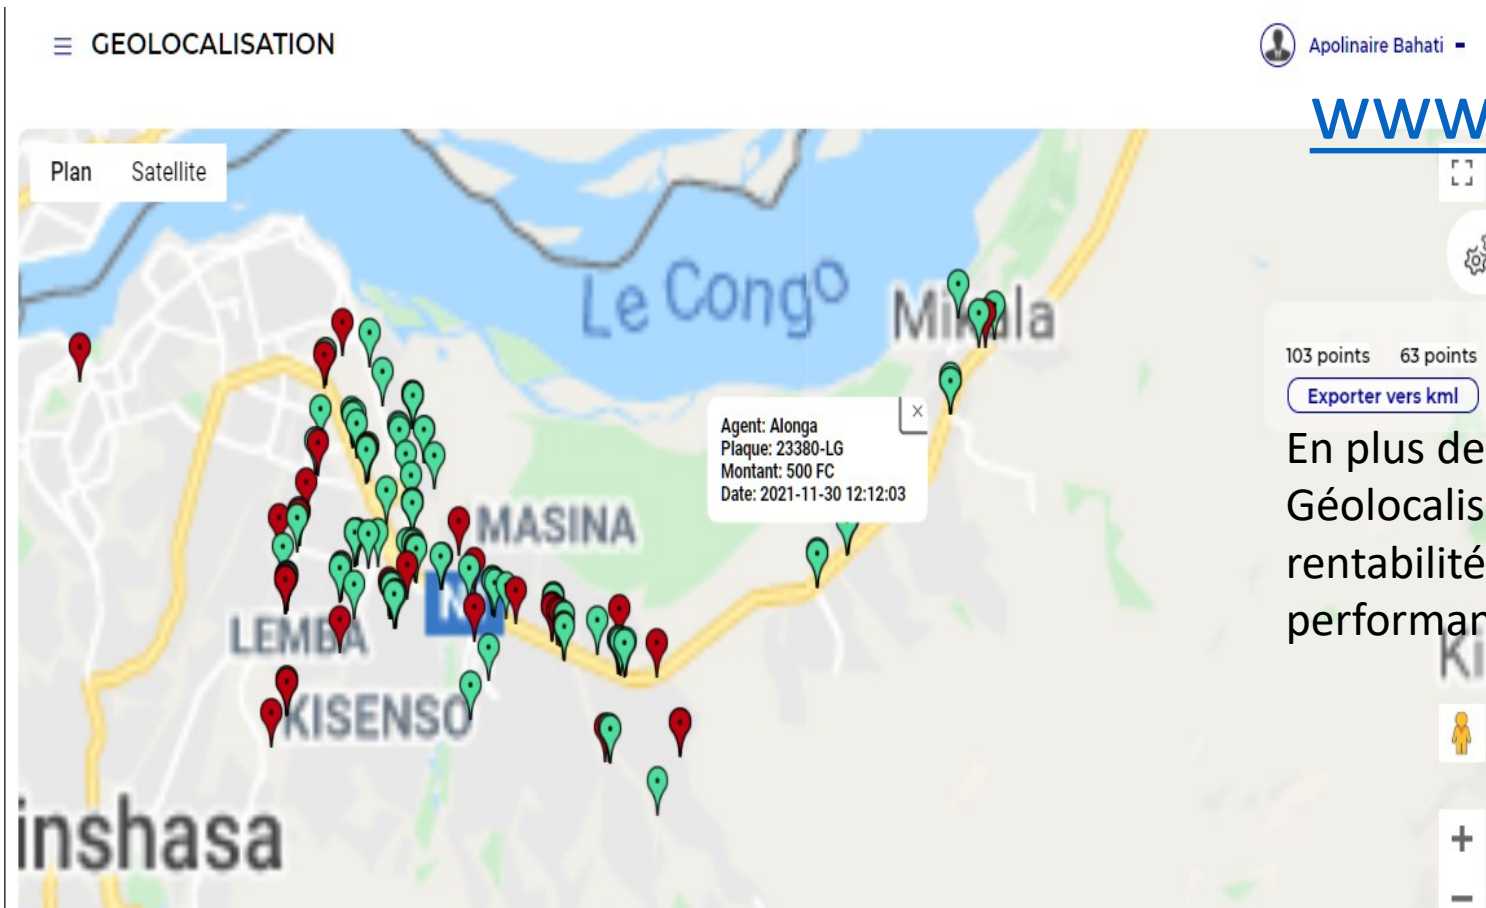 GEOLOCALISATION
Apolinaire Bahati
www
Plan Satellite
Le Congo
103 points 63 points
Exporter vers kml
Agent: Alonga
Plaque: 23380-LG
Montant: 500 FC
Date: 2021-11-30 12:12:03
En plus de
Géolocalis
rentabilité
performan
MASINA
LEMBA
Ki
KISENSO
inshasa